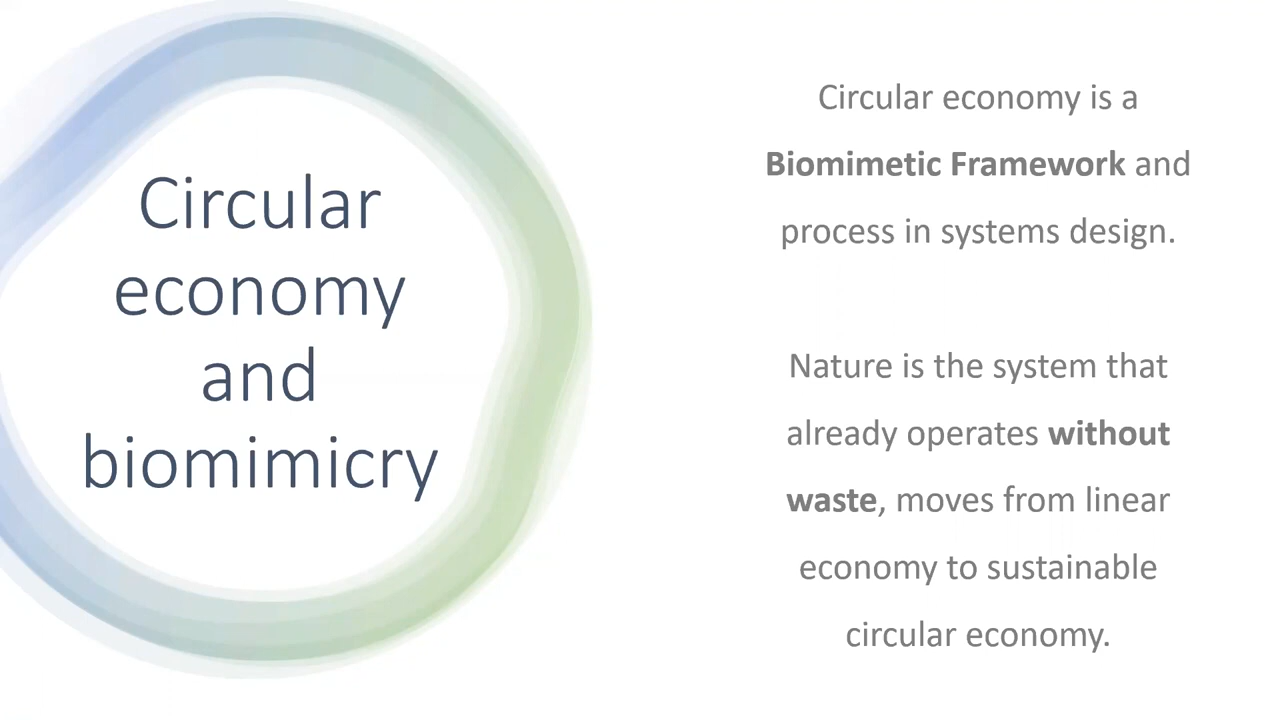 Circular
economy
and
biomimicry
Circular economy is a
Biomimetic Framework and
process in systems design.
Nature is the system that
already operates without
waste, moves from linear
economy to sustainable
circular economy.